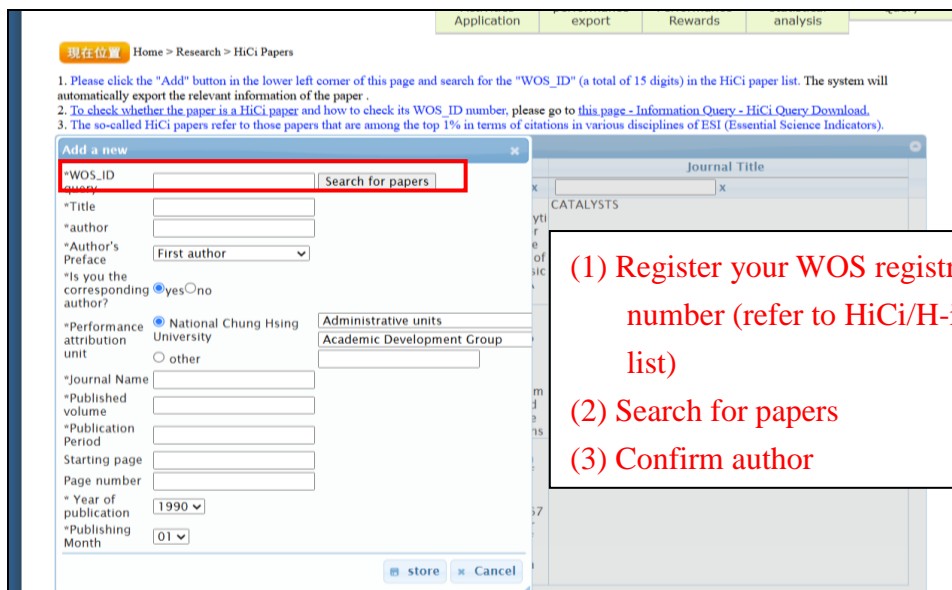 Application export Rewards analysis
現在位置 Home > Research > HiCi Papers
1. Please click the "Add" button in the lower left corner of this page and search for the "WOS_ID" (a total of 15 digits) in the HiCi paper list. The system will
automatically export the relevant information of the paper .
2. To check whether the paper is a HiCi paper and how to check its WOS_ID number, please go to this page - Information Query - HiCi Query Download.
3. The so-called HiCi papers refer to those papers that are among the top 1% in terms of citations in various disciplines of ESI (Essential Science Indicators).
Add a new
Journal Title
*WOS_ID
query
Search for papers
x
x
CATALYSTS
*Title
*author
*Author's
Preface
First author
*Is you the
corresponding
author?
yes no
*Performance
attribution
unit
National Chung Hsing
University
Administrative units
Academic Development Group
other
*Journal Name
*Published
volume
*Publication
Period
Starting page
Page number
* Year of
publication
1990
*Publishing
Month
01
store Cancel
(1) Register your WOS
number (refer to
list)
(2) Search for papers
(3) Confirm author